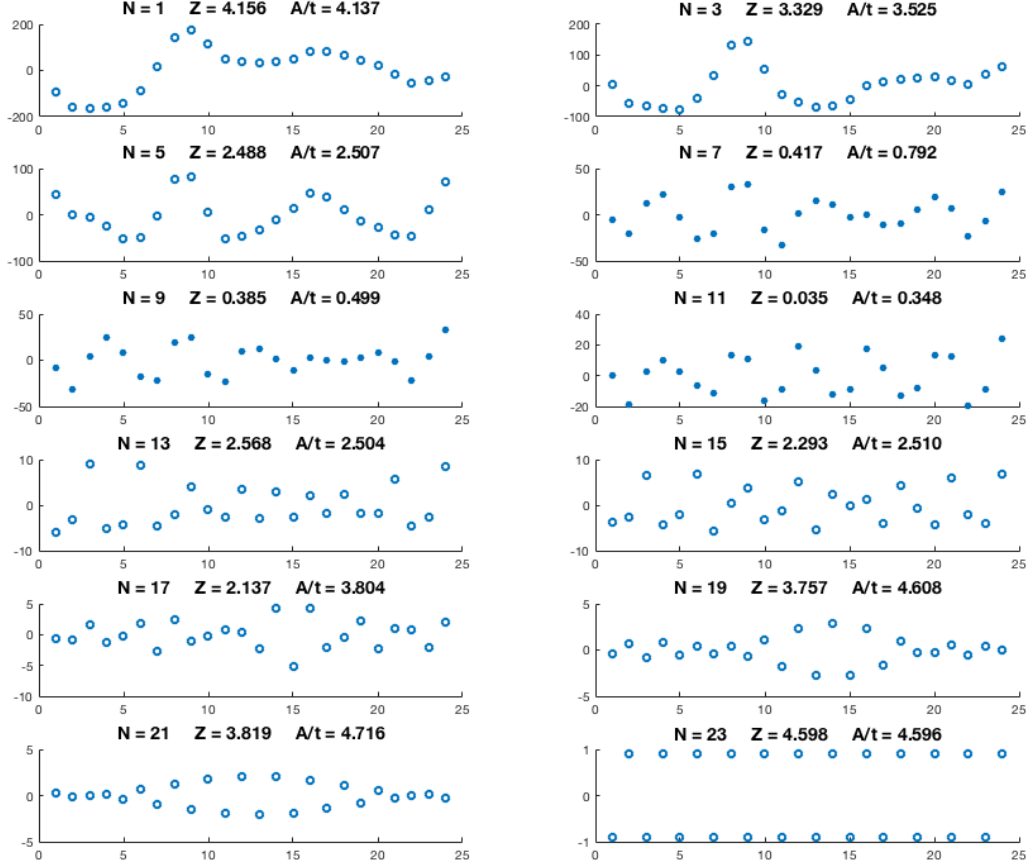 N = 1 Z = 4.156 A/t = 4.137
200
0
-200
0 5 10 15 20 25
N = 3 Z = 3.329 A/t = 3.525
200
100
0
-100
0 5 10 15 20 25
N = 5 Z = 2.488 A/t = 2.507
100
0
-100
0 5 10 15 20 25
N = 7 Z = 0.417 A/t = 0.792
50
0
-50
0 5 10 15 20 25
N = 9 Z = 0.385 A/t = 0.499
50
0
-50
0 5 10 15 20 25
N = 11 Z = 0.035 A/t = 0.348
40
20
0
-20
0 5 10 15 20 25
N = 13 Z = 2.568 A/t = 2.504
10
0
-10
0 5 10 15 20 25
N = 15 Z = 2.293 A/t = 2.510
10
0
-10
0 5 10 15 20 25
N = 17 Z = 2.137 A/t = 3.804
5
0
-5
-10
0 5 10 15 20 25
N = 19 Z = 3.757 A/t = 4.608
5
0
-5
0 5 10 15 20 25
N = 21 Z = 3.819 A/t = 4.716
5
0
-5
0 5 10 15 20 25
N = 23 Z = 4.598 A/t = 4.596
1
0
-1
0 5 10 15 20 25